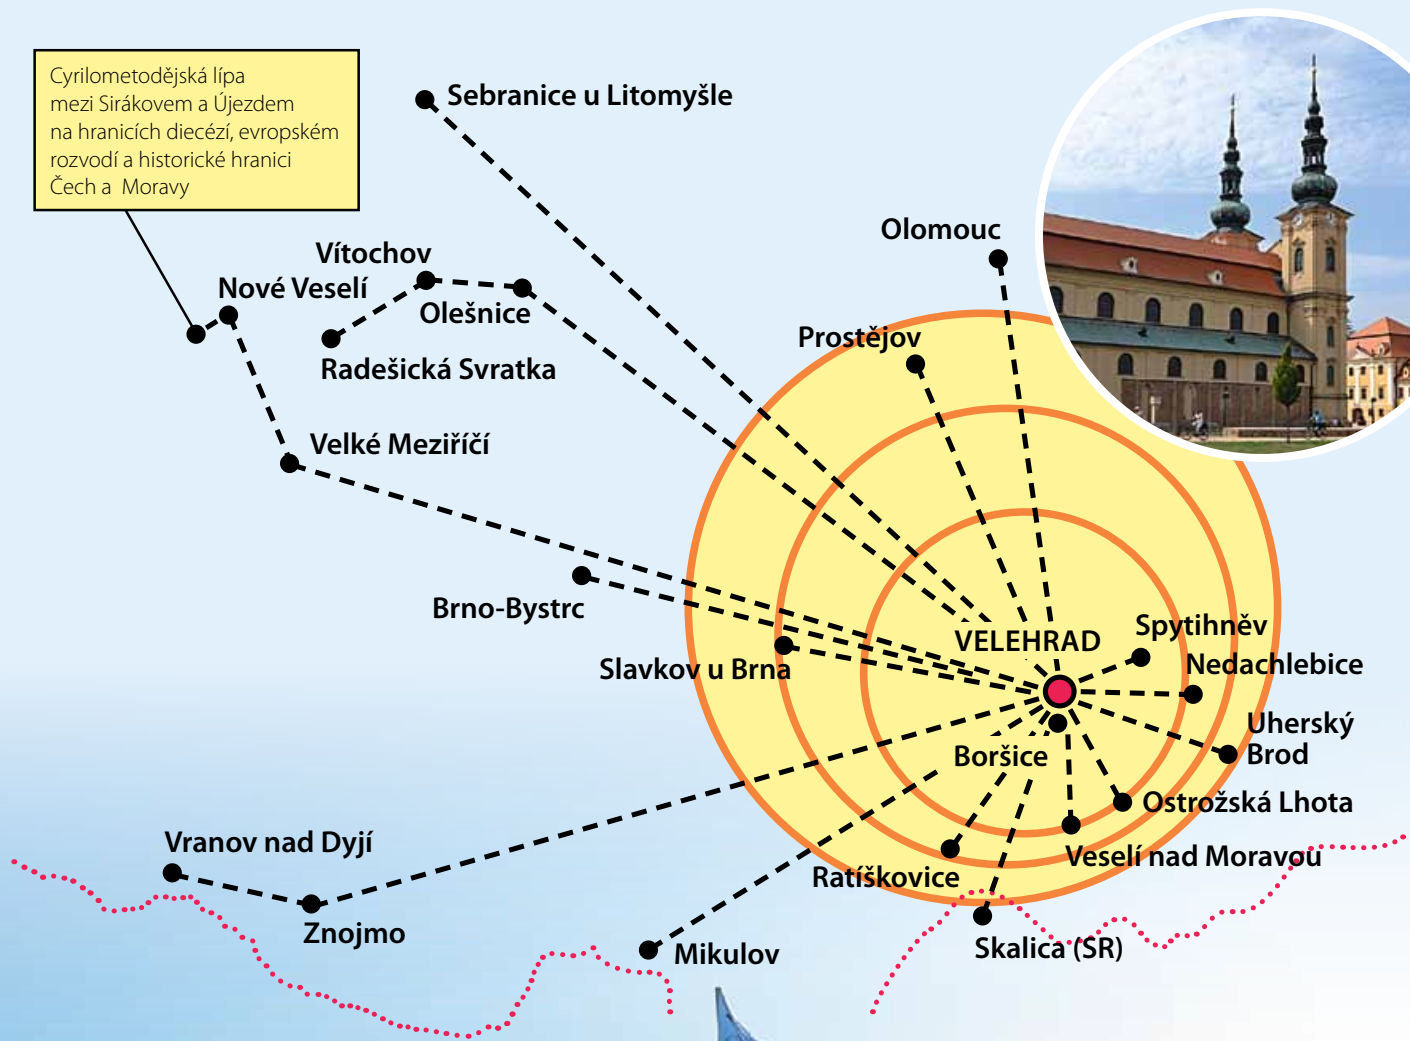 Cyrilometodějská lípa
mezi Sirákovem a Újezdem
na hranicích diecézí, evropském
rozvodí a historické hranici
Čech a Moravy
Sebranice u Litomyšle
Olomouc
Vítochov
Nové Veselí
Olešnice
Prostějov
Radešická Svratka
Velké Meziříčí
Brno-Bystrc
Spytihněv
VELEHRAD
Nedachlebice
Slavkov u Brna
Uherský
Brod
Boršice
Ostrožská Lhota
Vranov nad Dyjí
Veselí nad Moravou
Ratíškovice
Znojmo
Mikulov
Skalica (SR)